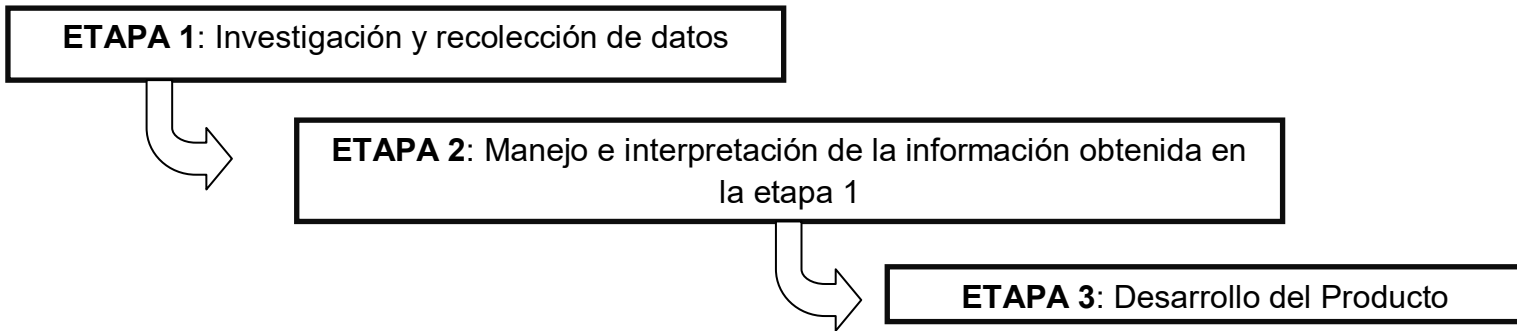 ETAPA 1: Investigación y recolección de datos
ETAPA 2: Manejo e interpretación de la información obtenida en
la etapa 1
ETAPA 3: Desarrollo del Producto